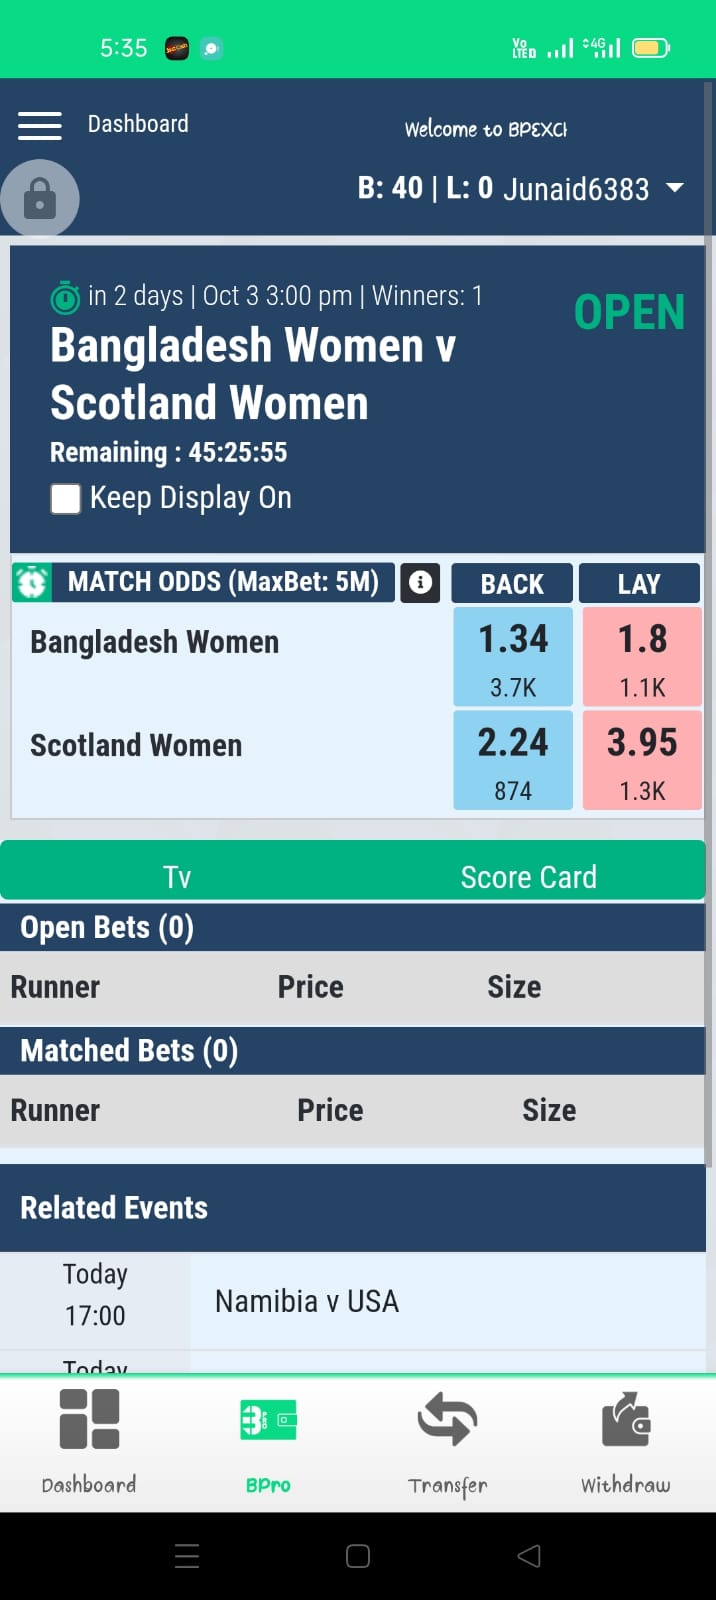 5:35
Vo
LTE D
4G
Dashboard
Welcome to BPEXCH
B: 40 | L: 0 Junaid6383
in 2 days | Oct 3 3:00 pm | Winners: 1
OPEN
Bangladesh Women v
Scotland Women
Remaining : 45:25:55
Keep Display On
MATCH ODDS (MaxBet: 5M)
BACK
LAY
Bangladesh Women
1.34
1.8
3.7K
1.1K
Scotland Women
2.24
3.95
874
1.3K
Tv
Score Card
Open Bets (0)
Runner
Price
Size
Matched Bets (0)
Runner
Price
Size
Related Events
Today
17:00
Namibia v USA
Today
Dashboard
BPro
Transfer
Withdraw